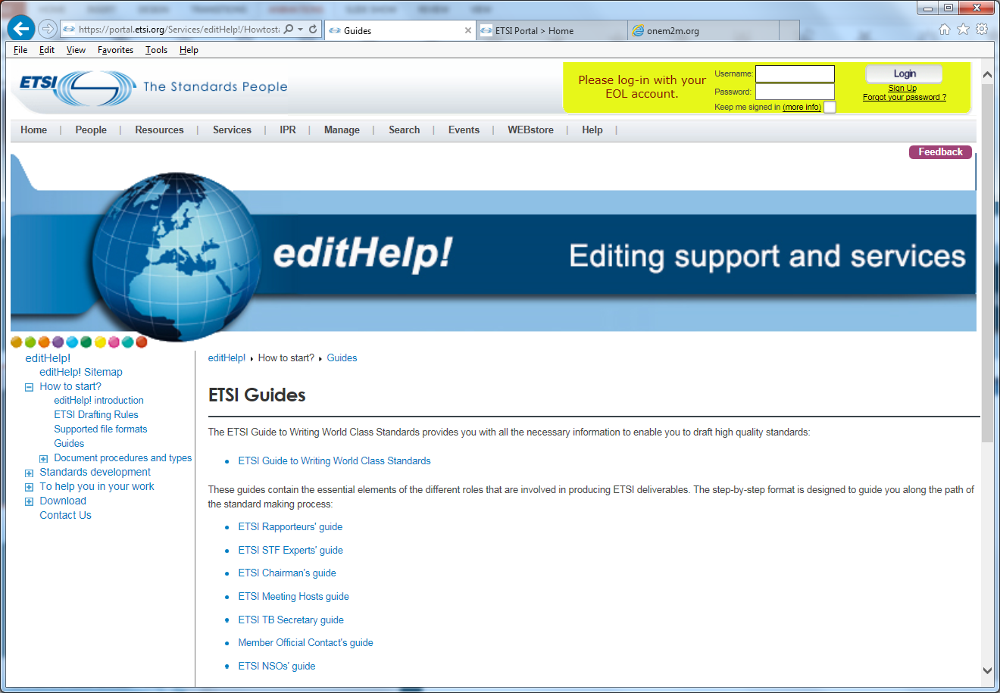 https://portal.etsi.org/Services/editHelp!/Howtosta
Guides
ETSI Portal > Home
onem2m.org
File Edit View Favorites Tools Help
ETSI The Standards People
Please log-in with your
EOL account.
Username:
Password:
Keep me signed in (more info)
Login
Sign Up
Forgot your password ?
Home | People | Resources | Services | IPR | Manage | Search | Events | WEBstore | Help |
Feedback
editHelp! Editing support and services
editHelp!
editHelp! Sitemap
How to start?
editHelp! introduction
ETSI Drafting Rules
Supported file formats
Guides
Document procedures and types
Standards development
To help you in your work
Download
Contact Us
editHelp! How to start? Guides
ETSI Guides
The ETSI Guide to Writing World Class Standards provides you with all the necessary information to enable you to draft high quality standards:
ETSI Guide to Writing World Class Standards
These guides contain the essential elements of the different roles that are involved in producing ETSI deliverables. The step-by-step format is designed to guide you along the path of
the standard making process:
ETSI Rapporteurs' guide
ETSI STF Experts' guide
ETSI Chairman's guide
ETSI Meeting Hosts guide
ETSI TB Secretary guide
Member Official Contact's guide
ETSI NSOs' guide